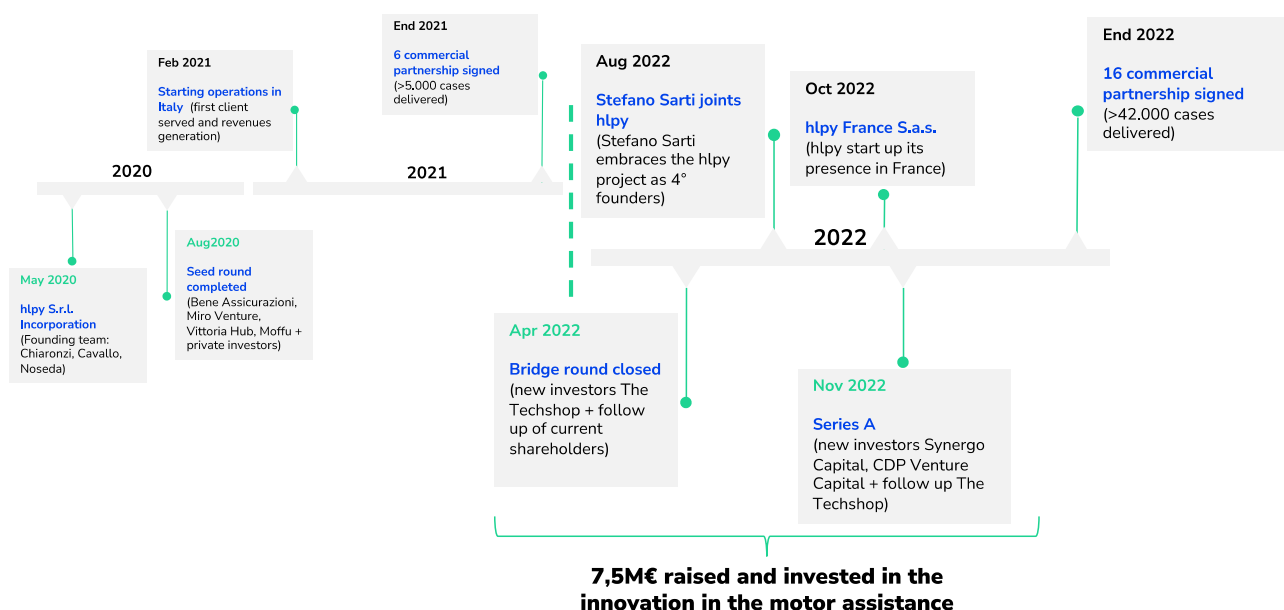 2020
May 2020
hlpy S.r.l.
Incorporation
(Founding team:
Chiaronzi, Cavallo,
Noseda)
Aug2020
Seed round
completed
(Bene Assicurazioni,
Miro Venture,
Vittoria Hub, Moffu +
private investors)
2021
Feb 2021
Starting operations in
Italy (first client
served and revenues
generation)
End 2021
6 commercial
partnership signed
(>5.000 cases
delivered)
2022
Apr 2022
Bridge round closed
(new investors The
Techshop + follow
up of current
shareholders)
Aug 2022
Stefano Sarti joints
hlpy
(Stefano Sarti
embraces the hlpy
project as 4°
founders)
Oct 2022
hlpy France S.a.s.
(hlpy start up its
presence in France)
Nov 2022
Series A
(new investors Synergo
Capital, CDP Venture
Capital + follow up The
Techshop)
End 2022
16 commercial
partnership signed
(>42.000 cases
delivered)
7,5M€ raised and invested in the
innovation in the motor assistance